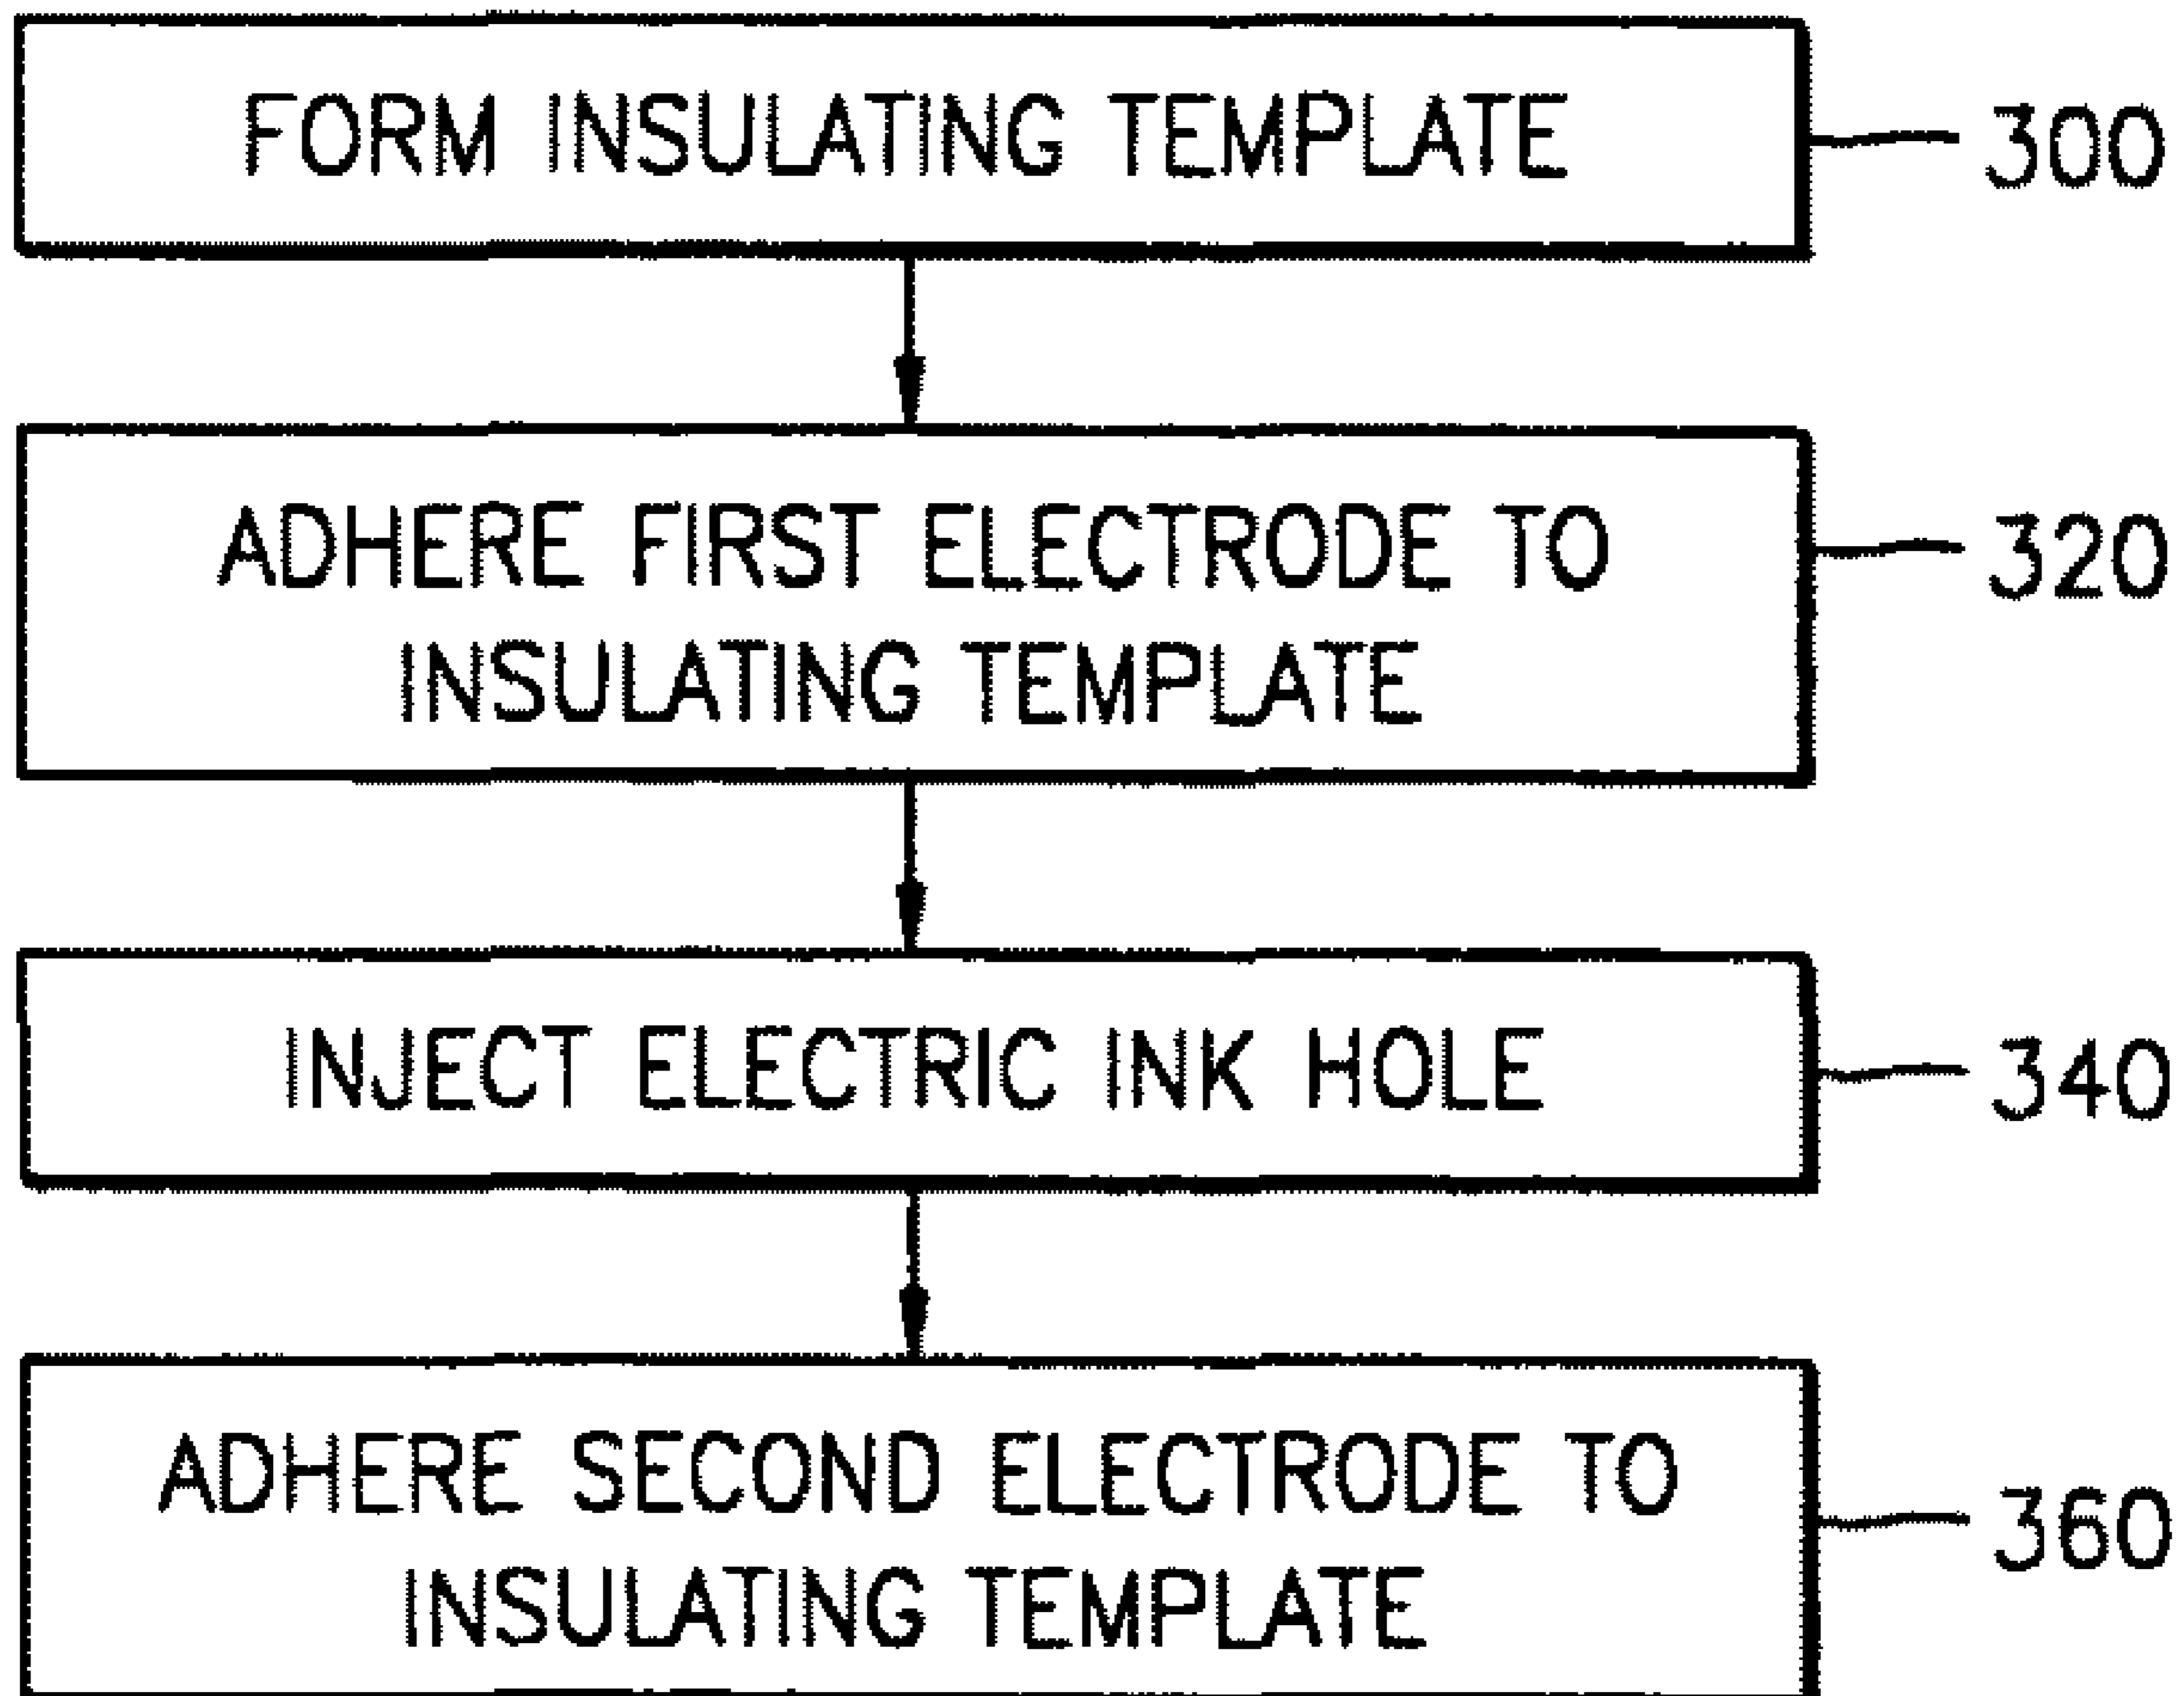 FORM INSULATING TEMPLATE
300
ADHERE FIRST ELECTRODE TO
INSULATING TEMPLATE
320
INJECT ELECTRIC INK HOLE
340
ADHERE SECOND ELECTRODE TO
INSULATING TEMPLATE
360